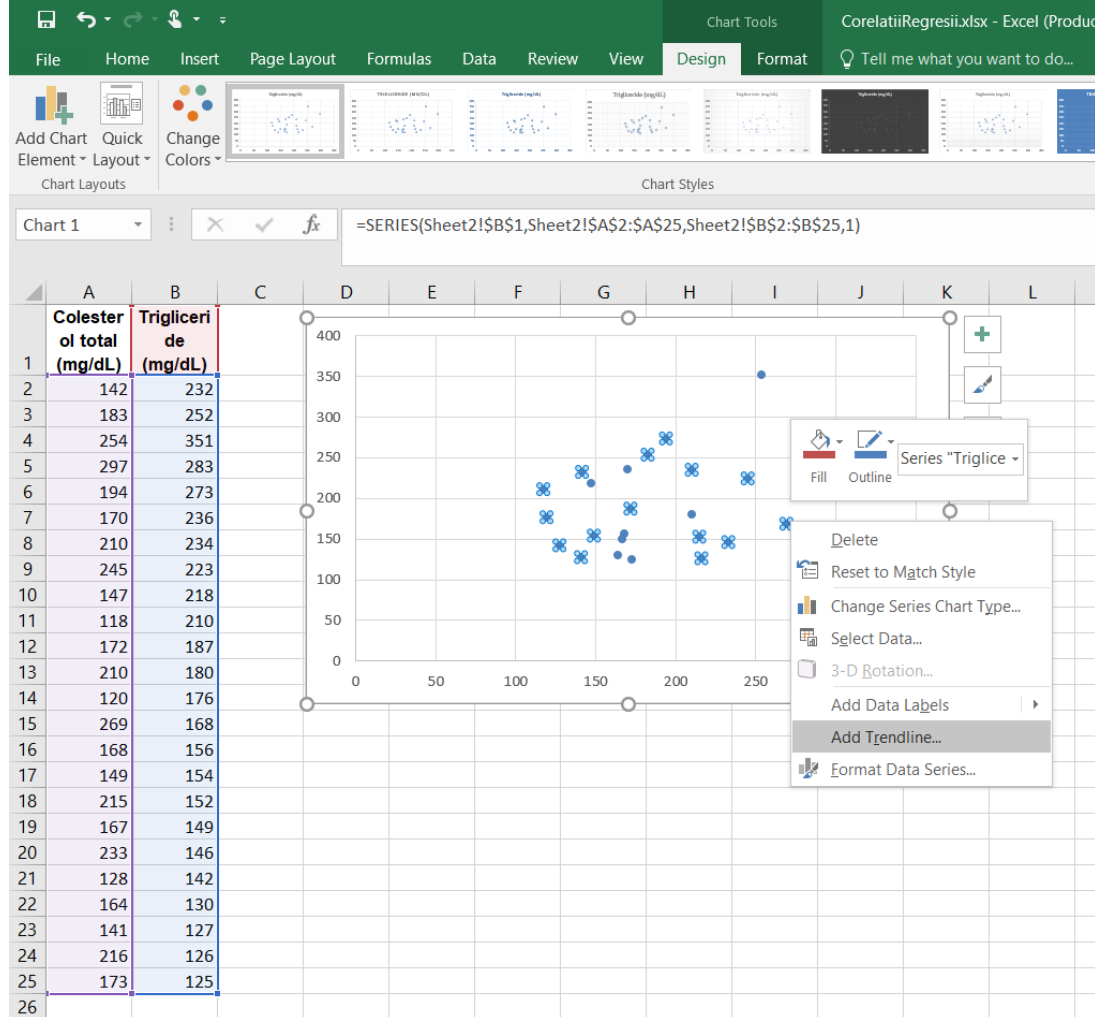 Chart Tools CorelatiiRegresii.xlsx - Excel (Produc
File Home Insert Page Layout Formulas Data Review View Design Format Tell me what you want to do...
Add Chart Element
Quick Layout
Change Colors
Chart Layouts
Chart Styles
Chart 1 fx =SERIES(Sheet2!$B$1,Sheet2!$A$2:$A$25,Sheet2!$B$2:$B$25,1)
A B C D E F G H I J K L
1 Colester ol total (mg/dL) Trigliceri de (mg/dL)
2 142 232
3 183 252
4 254 351
5 297 283
6 194 273
7 170 236
8 210 234
9 245 223
10 147 218
11 118 210
12 172 187
13 210 180
14 120 176
15 269 168
16 168 156
17 149 154
18 215 152
19 167 149
20 233 146
21 128 142
22 164 130
23 141 127
24 216 126
25 173 125
26
400
350
300
250
200
150
100
50
0
0 50 100 150 200 250
Fill Outline Series "Triglice
Delete
Reset to Match Style
Change Series Chart Type...
Select Data...
3-D Rotation...
Add Data Labels
Add Trendline...
Format Data Series...